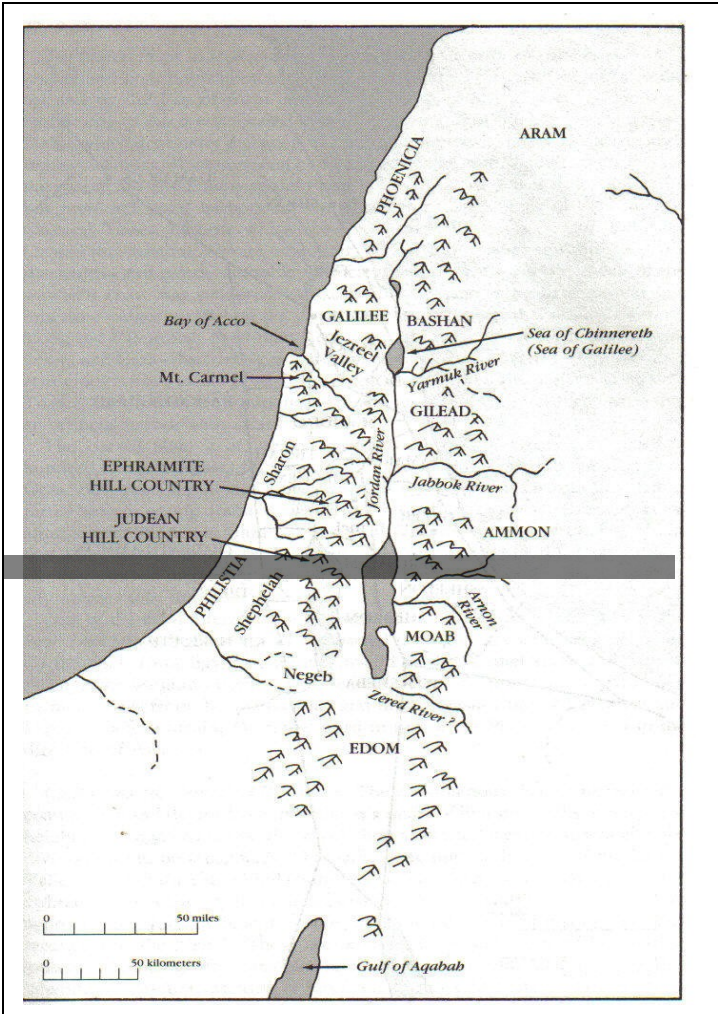 ARAM
PHOENICIA
GALILEE
BASHAN
Bay of Acco
Jezreel
Valley
Sea of Chinnereth
(Sea of Galilee)
Mt. Carmel
Yarmuk River
GILEAD
Sharon
Jordan River
EPHRAIMITE
HILL COUNTRY
Jabbok River
JUDEAN
HILL COUNTRY
AMMON
PHILISTIA
Shephelah
Arnon
River
MOAB
Negeb
Zered River ?
EDOM
0 50 miles
0 50 kilometers
Gulf of Aqabah